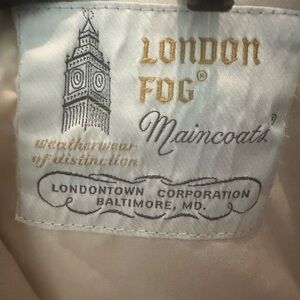 LONDON
FOG®
Maincoats®
weatherwear
of distinction
LONDONTOWN CORPORATION
BALTIMORE, MD.